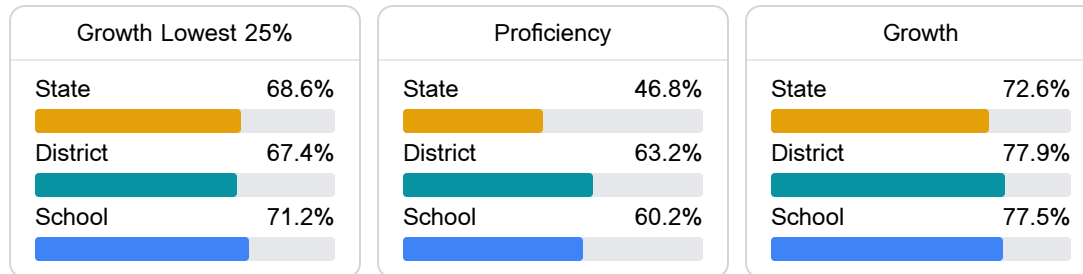 Growth Lowest 25%
State 68.6%
District 67.4%
School 71.2%
Proficiency
State 46.8%
District 63.2%
School 60.2%
Growth
State 72.6%
District 77.9%
School 77.5%